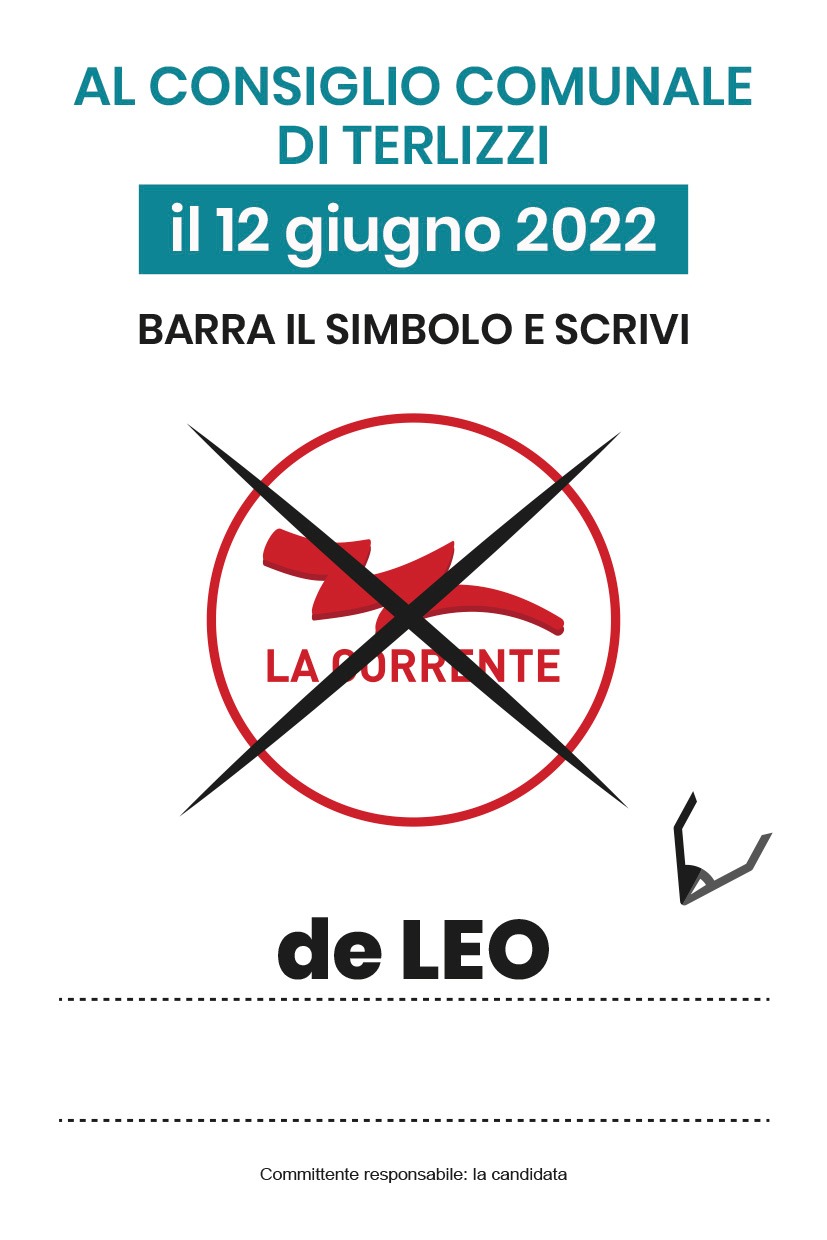 AL CONSIGLIO COMUNALE
DI TERLIZZI
il 12 giugno 2022
BARRA IL SIMBOLO E SCRIVI
LA CORRENTE
de LEO
Committente responsabile: la candidata